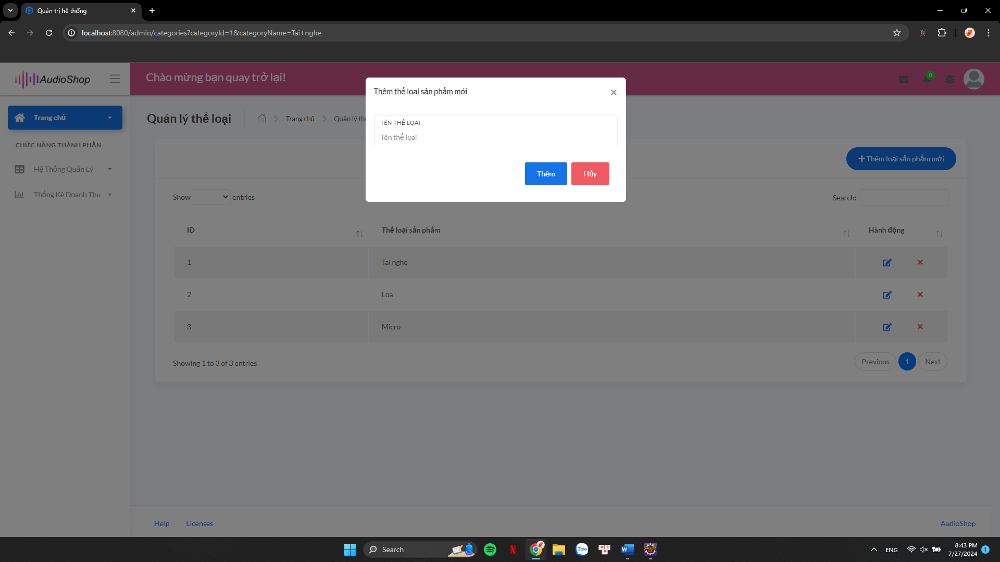 Quản trị hệ thống
localhost:8080/admin/categories?categoryId=1&categoryName=Tai+nghe
AudioShop
Chào mừng bạn quay trở lại!
0
Thêm thể loại sản phẩm mới
TÊN THỂ LOẠI
Tên thể loại
Thêm
Hủy
Trang chủ
CHỨC NĂNG THÀNH PHẦN
Hệ Thống Quản Lý
Thống Kê Doanh Thu
Quản lý thể loại
Trang chủ
Quản lý th
Thêm loại sản phẩm mới
Show entries
Search:
ID Thể loại sản phẩm Hành động
1 Tai nghe
2 Loa
3 Micro
Showing 1 to 3 of 3 entries
Previous 1 Next
Help Licenses AudioShop
Search
Zalo
ENG
8:43 PM
7/27/2024
1